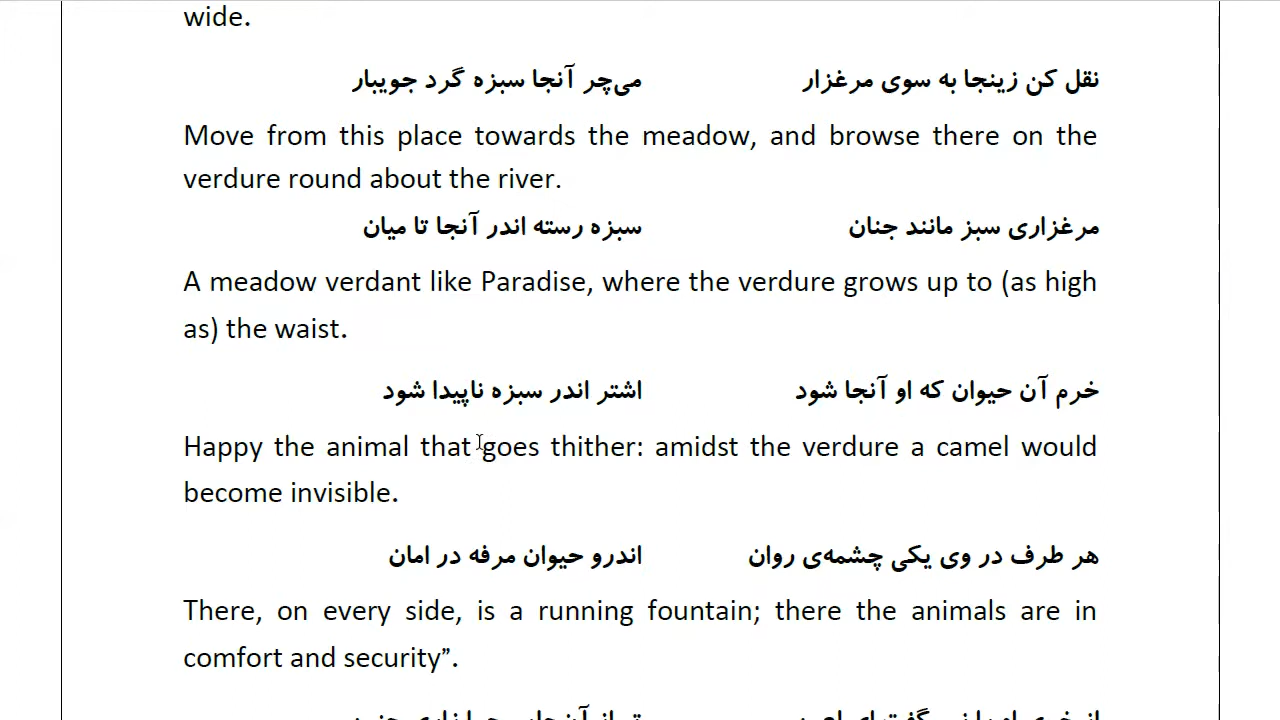 wide.
نقل کن زینجا به سوی مرغزار می‌چر آنجا سبزه گرد جویبار
Move from this place towards the meadow, and browse there on the
verdure round about the river.
مرغزاری سبز مانند جنان سبزه رسته اندر آنجا تا میان
A meadow verdant like Paradise, where the verdure grows up to (as high
as) the waist.
خرم آن حیوان که او آنجا شود اشتر اندر سبزه ناپیدا شود
Happy the animal that goes thither: amidst the verdure a camel would
become invisible.
هر طرف در وی یکی چشمه‌ی روان اندرو حیوان مرفه در امان
There, on every side, is a running fountain; there the animals are in
comfort and security”.